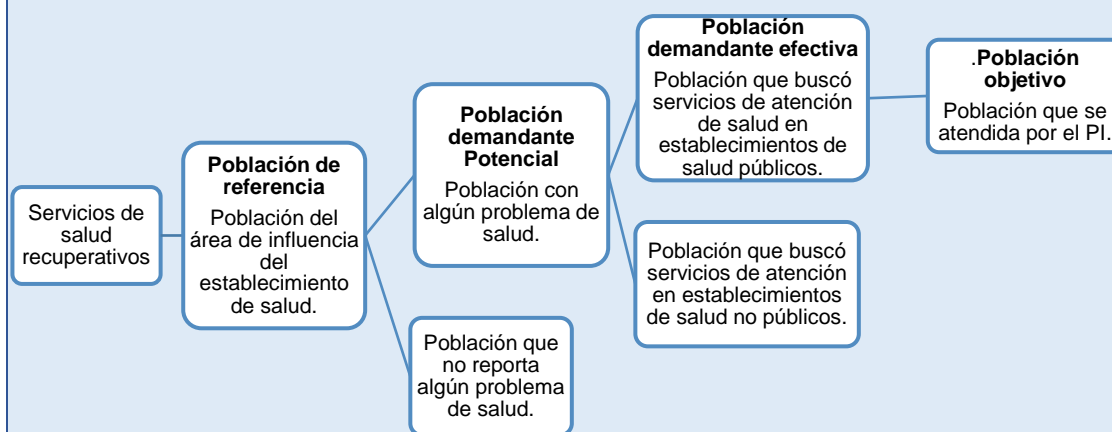 Servicios de
salud
recuperativos
Población de
referencia
Población del
área de influencia
del
establecimiento
de salud.
Población
demandante
Potencial
Población con
algún problema de
salud.
Población que
no reporta
algún problema
de salud.
Población
demandante efectiva
Población que buscó
servicios de atención
de salud en
establecimientos de
salud públicos.
Población que buscó
servicios de atención
en establecimientos
de salud no públicos.
.Población
objetivo
Población que se
atendida por el PI.